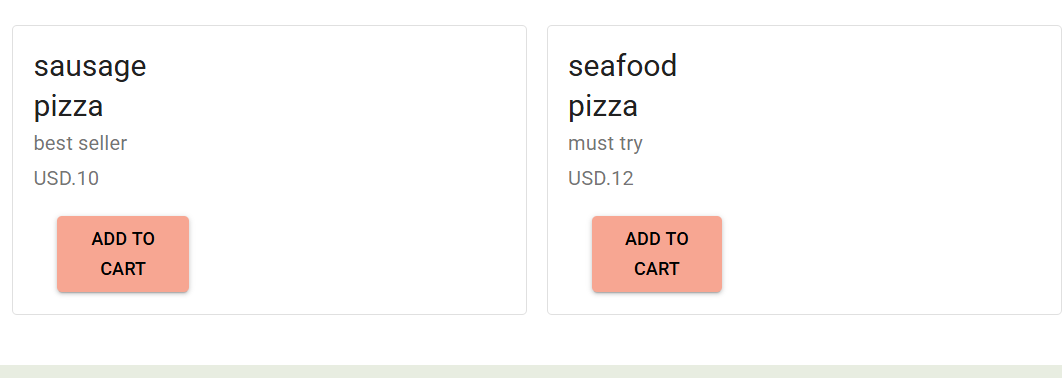 sausage
pizza
best seller
USD.10
ADD TO
CART
seafood
pizza
must try
USD.12
ADD TO
CART